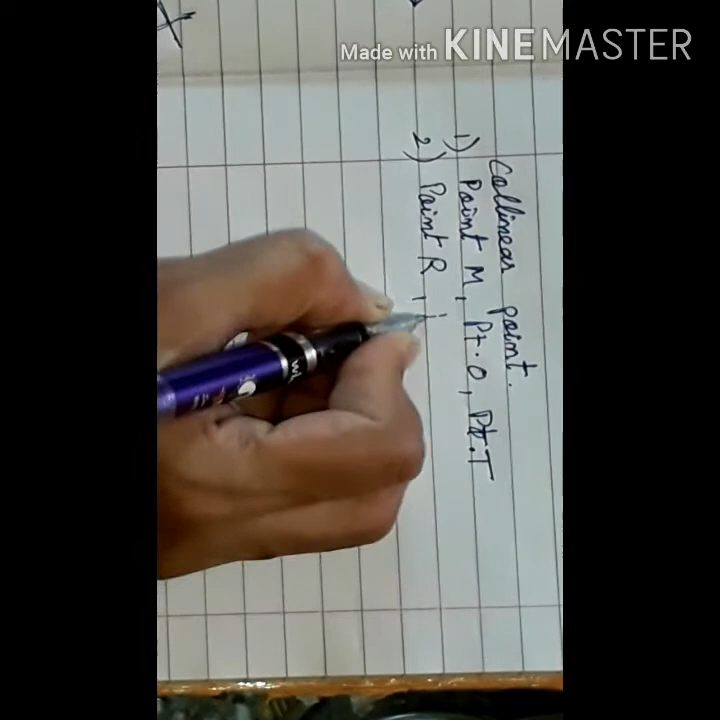 Made with KINEMASTER
Collinear point.
1) Point M, Pt. O, Pt. T
2) Point R,